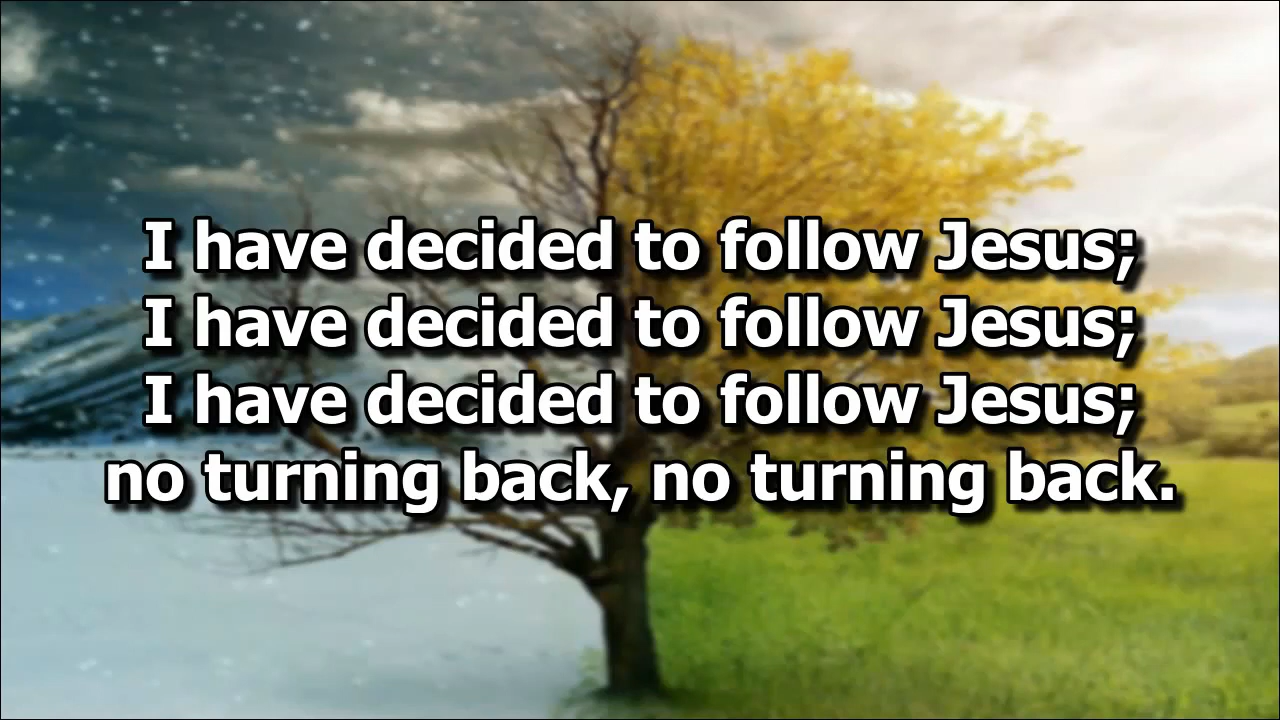 I have decided to follow Jesus;
I have decided to follow Jesus;
I have decided to follow Jesus;
no turning back, no turning back.